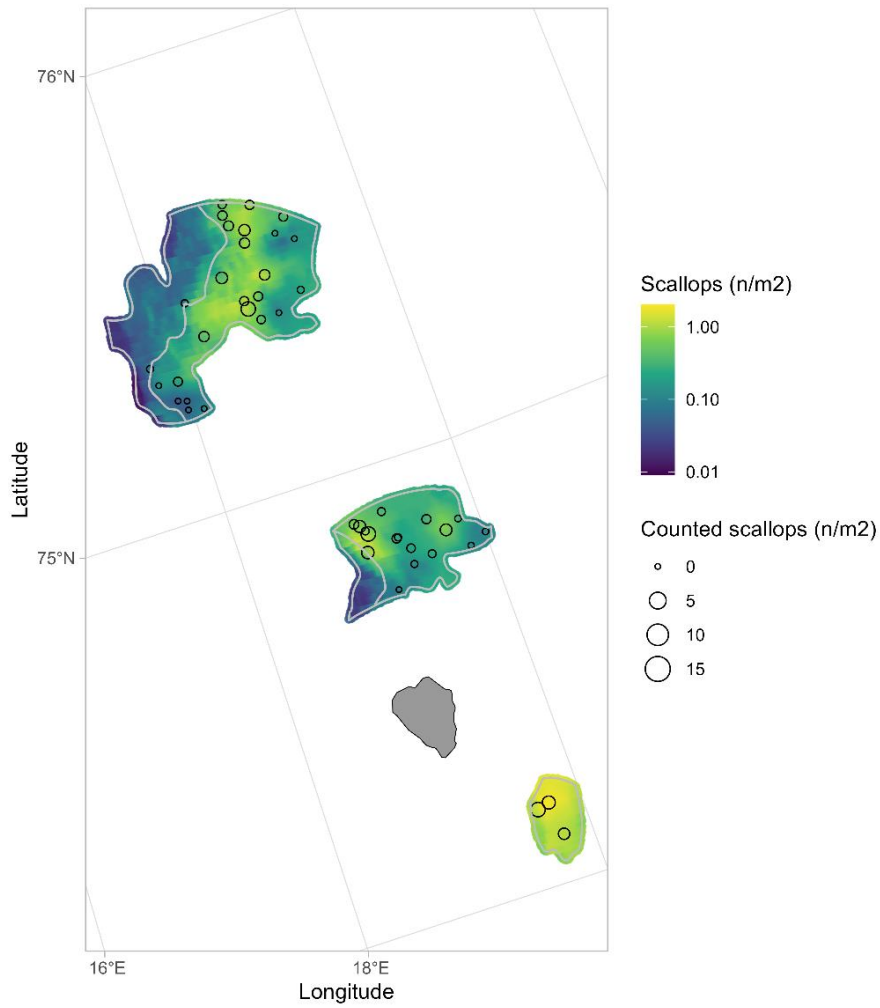 76°N
75°N
Latitude
16°E
18°E
Longitude
Scallops (n/m2)
1.00
0.10
0.01
Counted scallops (n/m2)
0
5
10
15